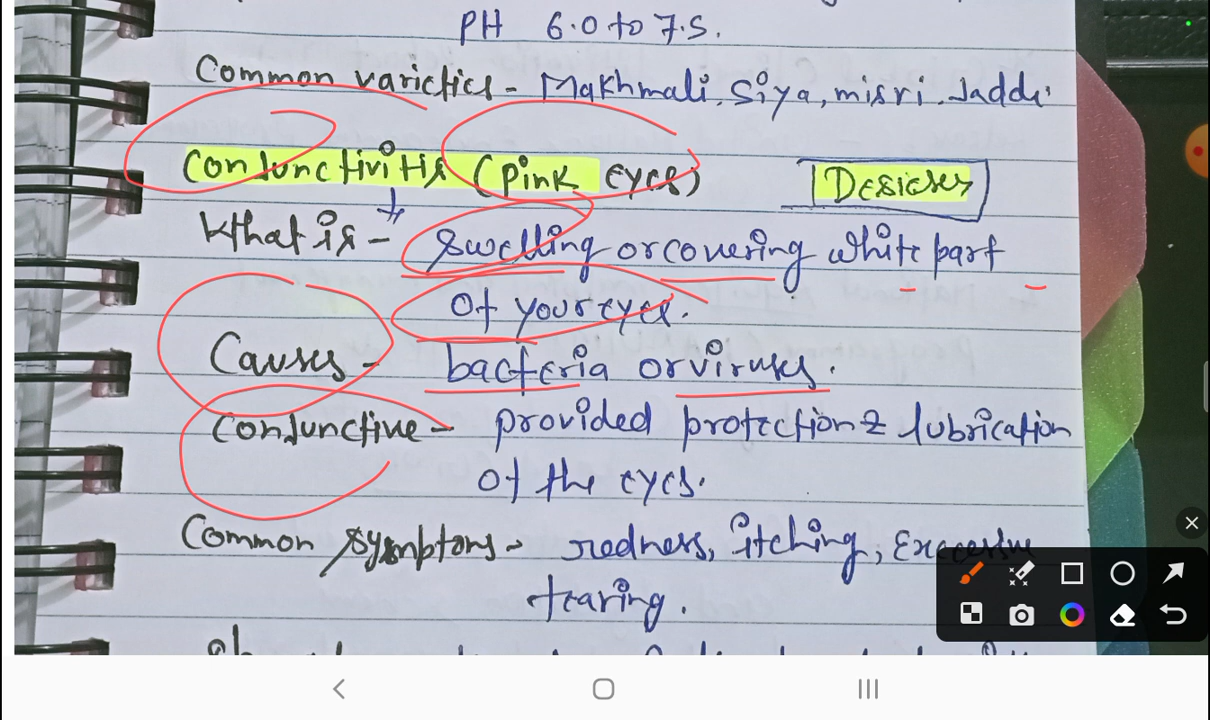 PH 6.0 to 7.5.
Common varieties - Makhmali, Siya, misri, Jaddi
Conjunctivitis (Pink eyes) Desieses
What is - swelling or covering white part
of your eyes.
Causes - bacteria or viruses.
Conjunctive - provided protection & lubrication
of the eyes.
Common symptoms - redness, itching, Excessive
tearing.